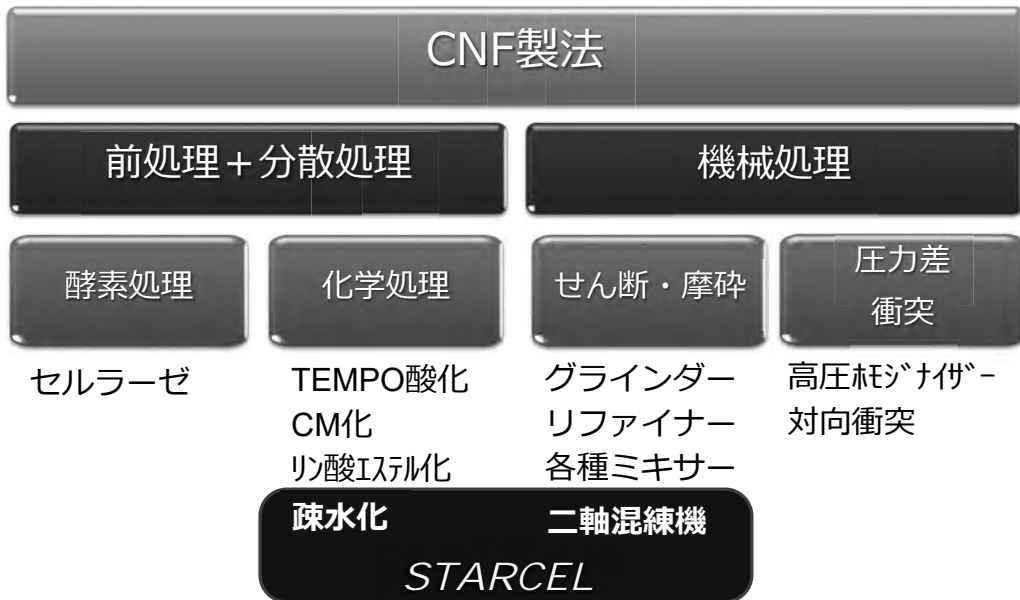 CNF製法
前処理+分散処理
機械処理
酵素処理
化学処理
せん断・摩砕
圧力差
衝突
セルラーゼ
TEMPO酸化
CM化
リン酸エステル化
グラインダー
リファイナー
各種ミキサー
高圧ホモジナイザー
対向衝突
疎水化
二軸混練機
STARCEL